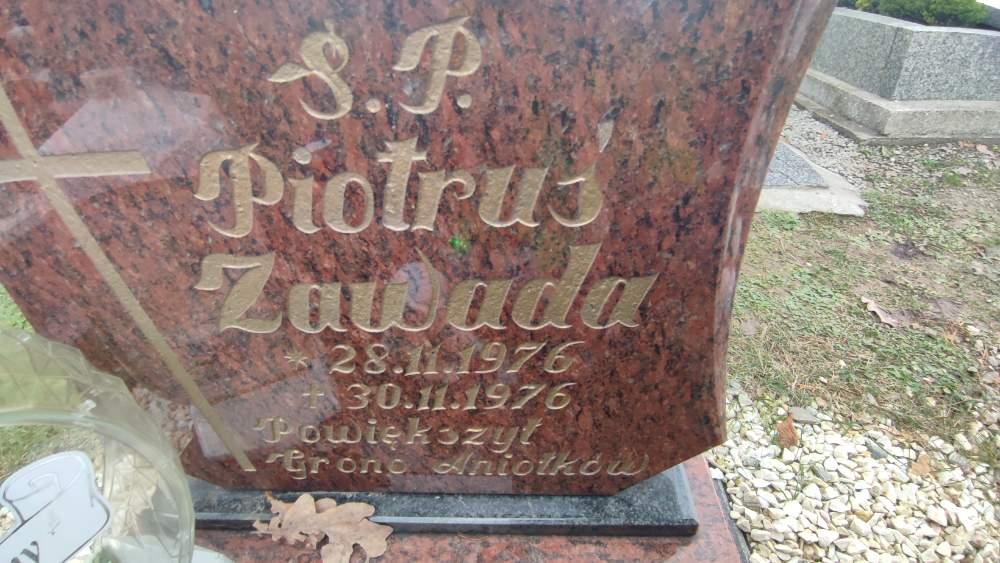 Ś.P.
Piotruś
Zawada
* 28.11.1976
+ 30.11.1976
Powiększył
Grono Aniołków